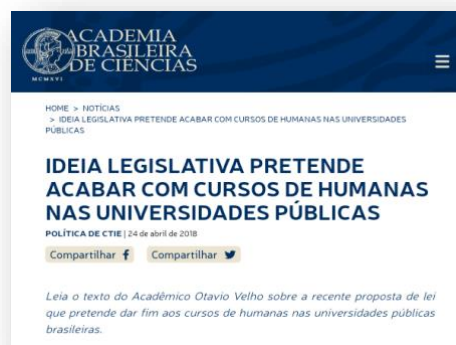 ACADEMIA
BRASILEIRA
DE CIÊNCIAS
MCMXVI
HOME > NOTÍCIAS
> IDEIA LEGISLATIVA PRETENDE ACABAR COM CURSOS DE HUMANAS NAS UNIVERSIDADES
PÚBLICAS
IDEIA LEGISLATIVA PRETENDE
ACABAR COM CURSOS DE HUMANAS
NAS UNIVERSIDADES PÚBLICAS
POLÍTICA DE CTIE | 24 de abril de 2018
Compartilhar Compartilhar
Leia o texto do Acadêmico Otavio Velho sobre a recente proposta de lei
que pretende dar fim aos cursos de humanas nas universidades públicas
brasileiras.